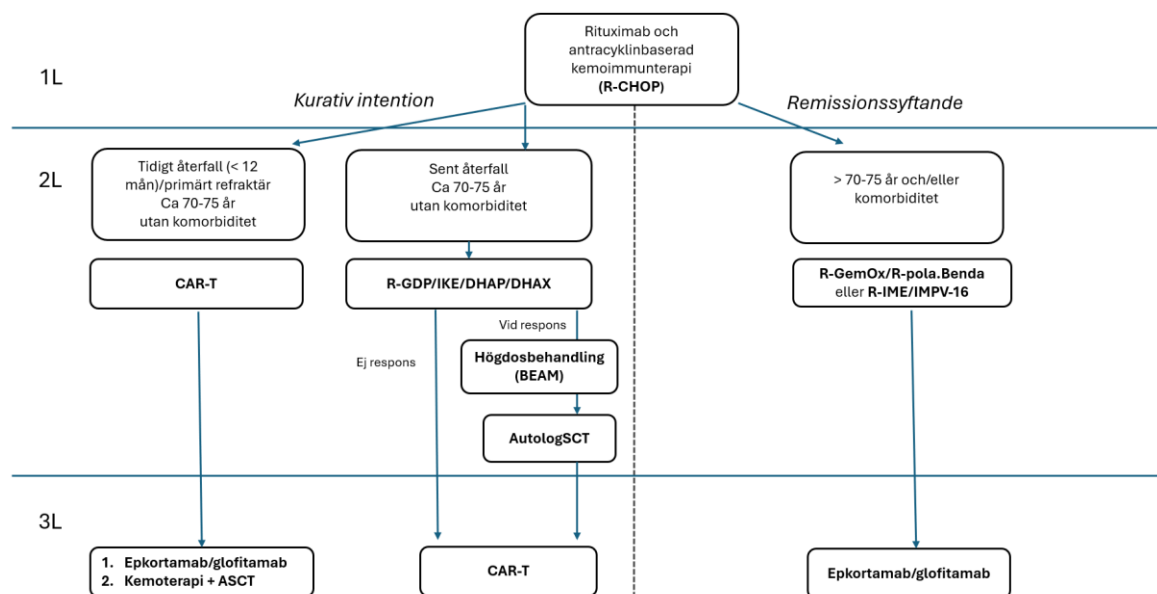 Rituximab och
antracyklinbaserad
kemoimmunterapi
(R-CHOP)
1L
Kurativ intention
Remissionssyftande
2L
Tidigt återfall (< 12
mån)/primärt refraktär
Ca 70-75 år
utan komorbiditet
Sent återfall
Ca 70-75 år
utan komorbiditet
> 70-75 år och/eller
komorbiditet
CAR-T
R-GDP/IKE/DHAP/DHAX
R-GemOx/R-pola.Benda
eller R-IME/IMPV-16
Vid respons
Ej respons
Högdosbehandling
(BEAM)
AutologSCT
3L
1. Epkortamab/glofitamab
2. Kemoterapi + ASCT
CAR-T
Epkortamab/glofitamab